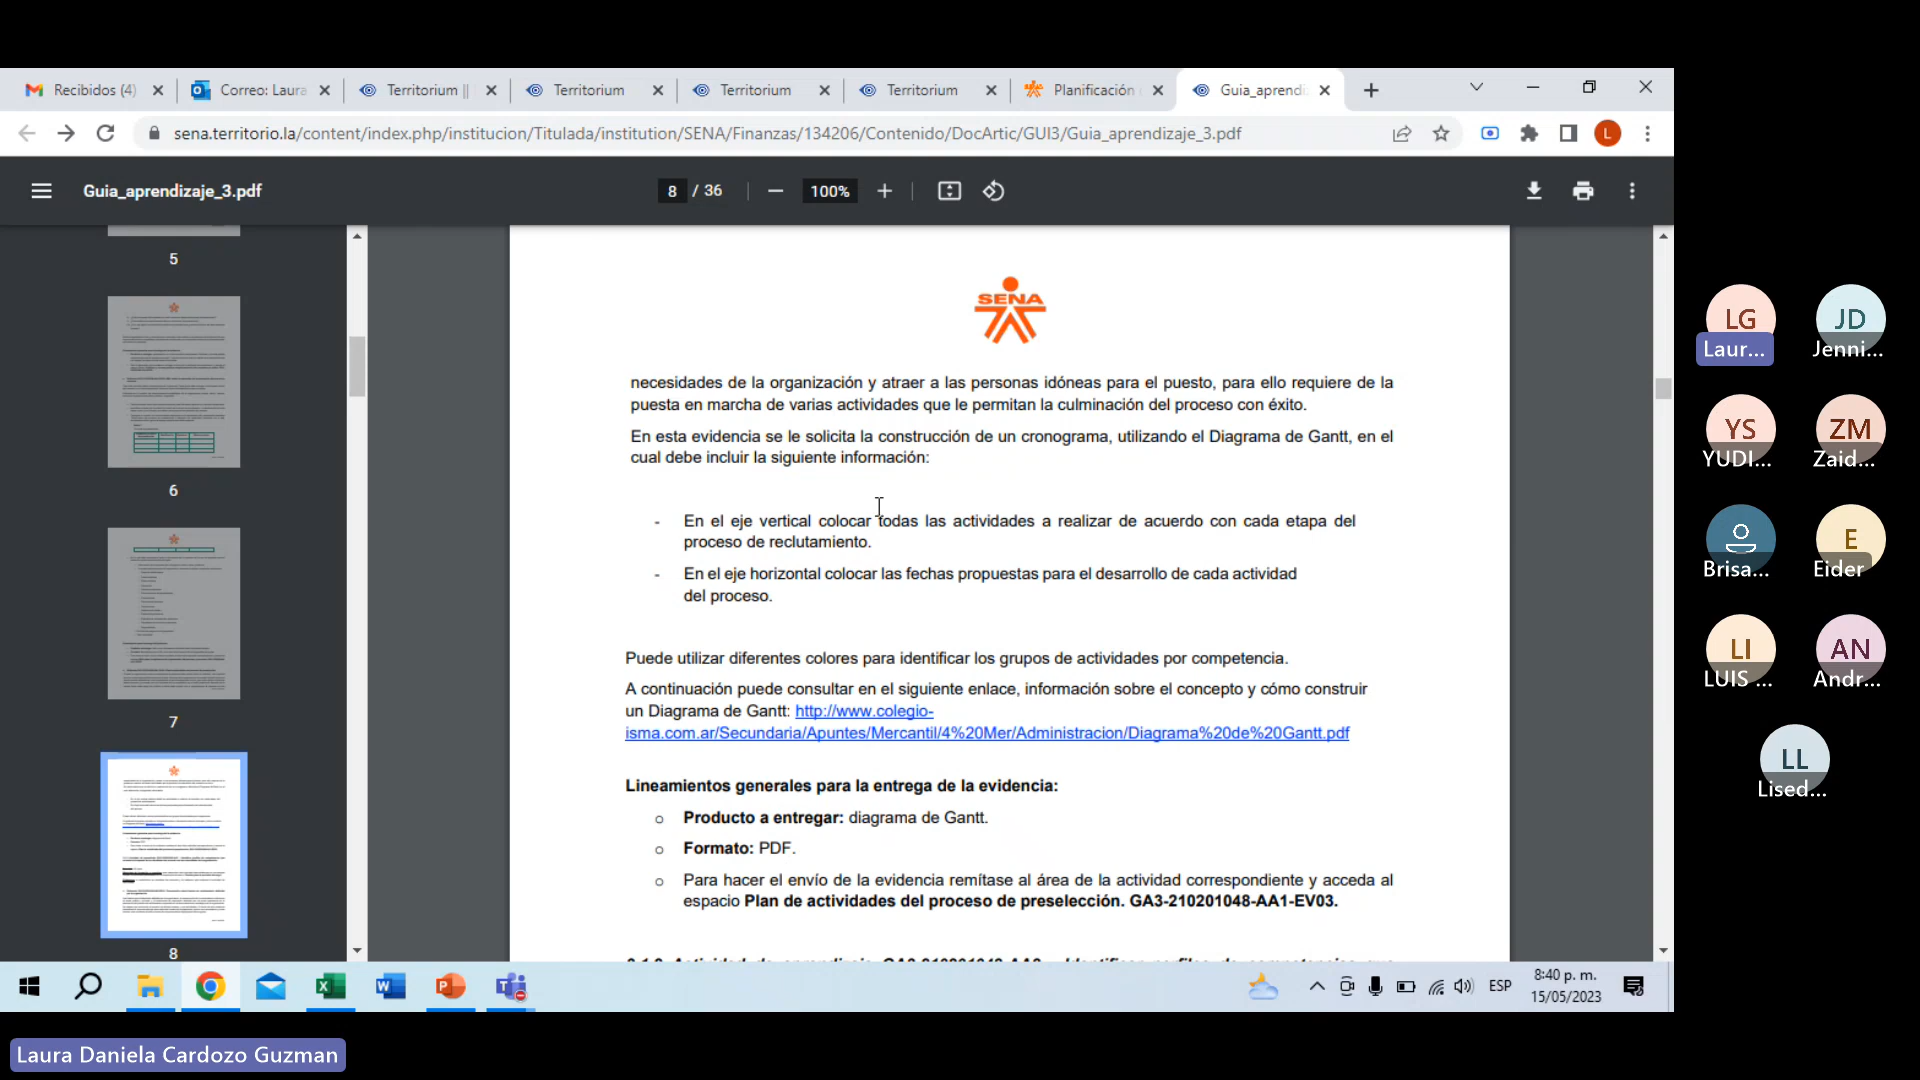 Recibidos (4)
Correo: Laura
Territorium ||
Territorium
Territorium
Territorium
Planificación
Guia_aprendi
sena.territorio.la/content/index.php/institucion/Titulada/institution/SENA/Finanzas/134206/Contenido/DocArtic/GUI3/Guia_aprendizaje_3.pdf
L
Guia_aprendizaje_3.pdf
8 / 36
100%
5
6
7
8
SENA
necesidades de la organización y atraer a las personas idóneas para el puesto, para ello requiere de la
puesta en marcha de varias actividades que le permitan la culminación del proceso con éxito.
En esta evidencia se le solicita la construcción de un cronograma, utilizando el Diagrama de Gantt, en el
cual debe incluir la siguiente información:
- En el eje vertical colocar todas las actividades a realizar de acuerdo con cada etapa del
proceso de reclutamiento.
- En el eje horizontal colocar las fechas propuestas para el desarrollo de cada actividad
del proceso.
Puede utilizar diferentes colores para identificar los grupos de actividades por competencia.
A continuación puede consultar en el siguiente enlace, información sobre el concepto y cómo construir
un Diagrama de Gantt: http://www.colegio-
isma.com.ar/Secundaria/Apuntes/Mercantil/4%20Mer/Administracion/Diagrama%20de%20Gantt.pdf
Lineamientos generales para la entrega de la evidencia:
o Producto a entregar: diagrama de Gantt.
o Formato: PDF.
o Para hacer el envío de la evidencia remítase al área de la actividad correspondiente y acceda al
espacio Plan de actividades del proceso de preselección. GA3-210201048-AA1-EV03.
LG
Laur...
JD
Jenni...
YS
YUDI...
ZM
Zaid...
Brisa...
E
Eider
LI
LUIS ...
AN
Andr...
LL
Lised...
ESP
8:40 p. m.
15/05/2023
Laura Daniela Cardozo Guzman